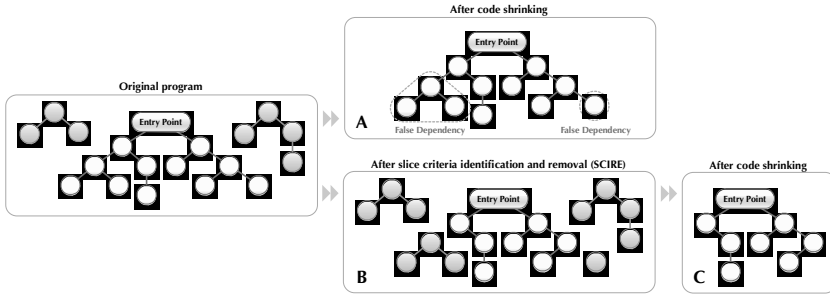 After code shrinking
Entry Point
Original program
Entry Point
A
False Dependency
False Dependency
After slice criteria identification and removal (SCIRE)
After code shrinking
Entry Point
Entry Point
B
C